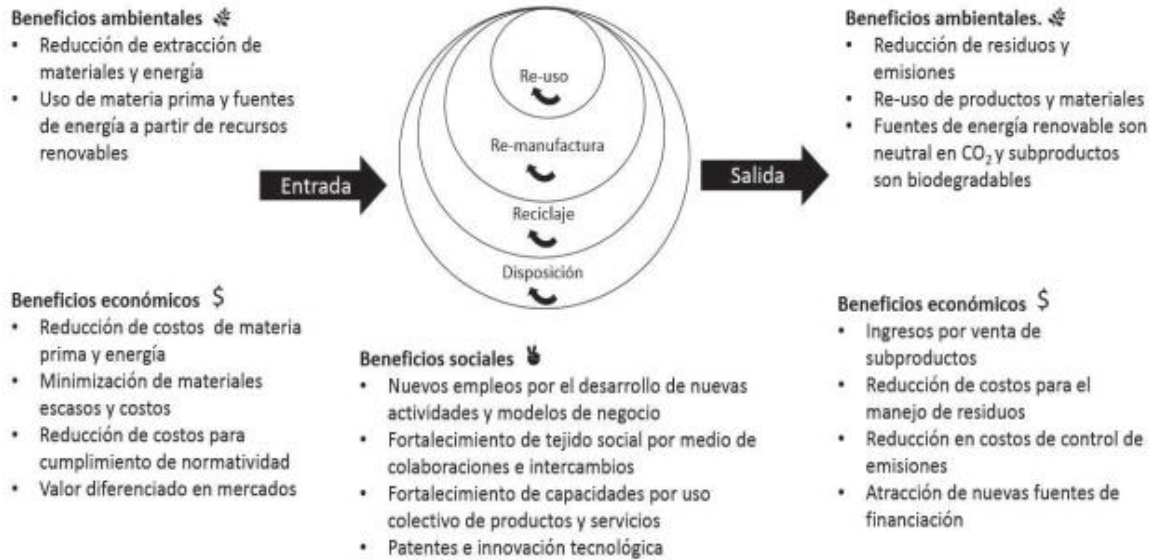 Beneficios ambientales
• Reducción de extracción de
materiales y energía
• Uso de materia prima y fuentes
de energía a partir de recursos
renovables
Entrada
Re-uso
Re-manufactura
Reciclaje
Disposición
Salida
Beneficios ambientales.
• Reducción de residuos y
emisiones
• Re-uso de productos y materiales
• Fuentes de energía renovable son
neutral en CO₂ y subproductos
son biodegradables
Beneficios económicos $
• Reducción de costos de materia
prima y energía
• Minimización de materiales
escasos y costos
• Reducción de costos para
cumplimiento de normatividad
• Valor diferenciado en mercados
Beneficios sociales
• Nuevos empleos por el desarrollo de nuevas
actividades y modelos de negocio
• Fortalecimiento de tejido social por medio de
colaboraciones e intercambios
• Fortalecimiento de capacidades por uso
colectivo de productos y servicios
• Patentes e innovación tecnológica
Beneficios económicos $
• Ingresos por venta de
subproductos
• Reducción de costos para el
manejo de residuos
• Reducción en costos de control de
emisiones
• Atracción de nuevas fuentes de
financiación